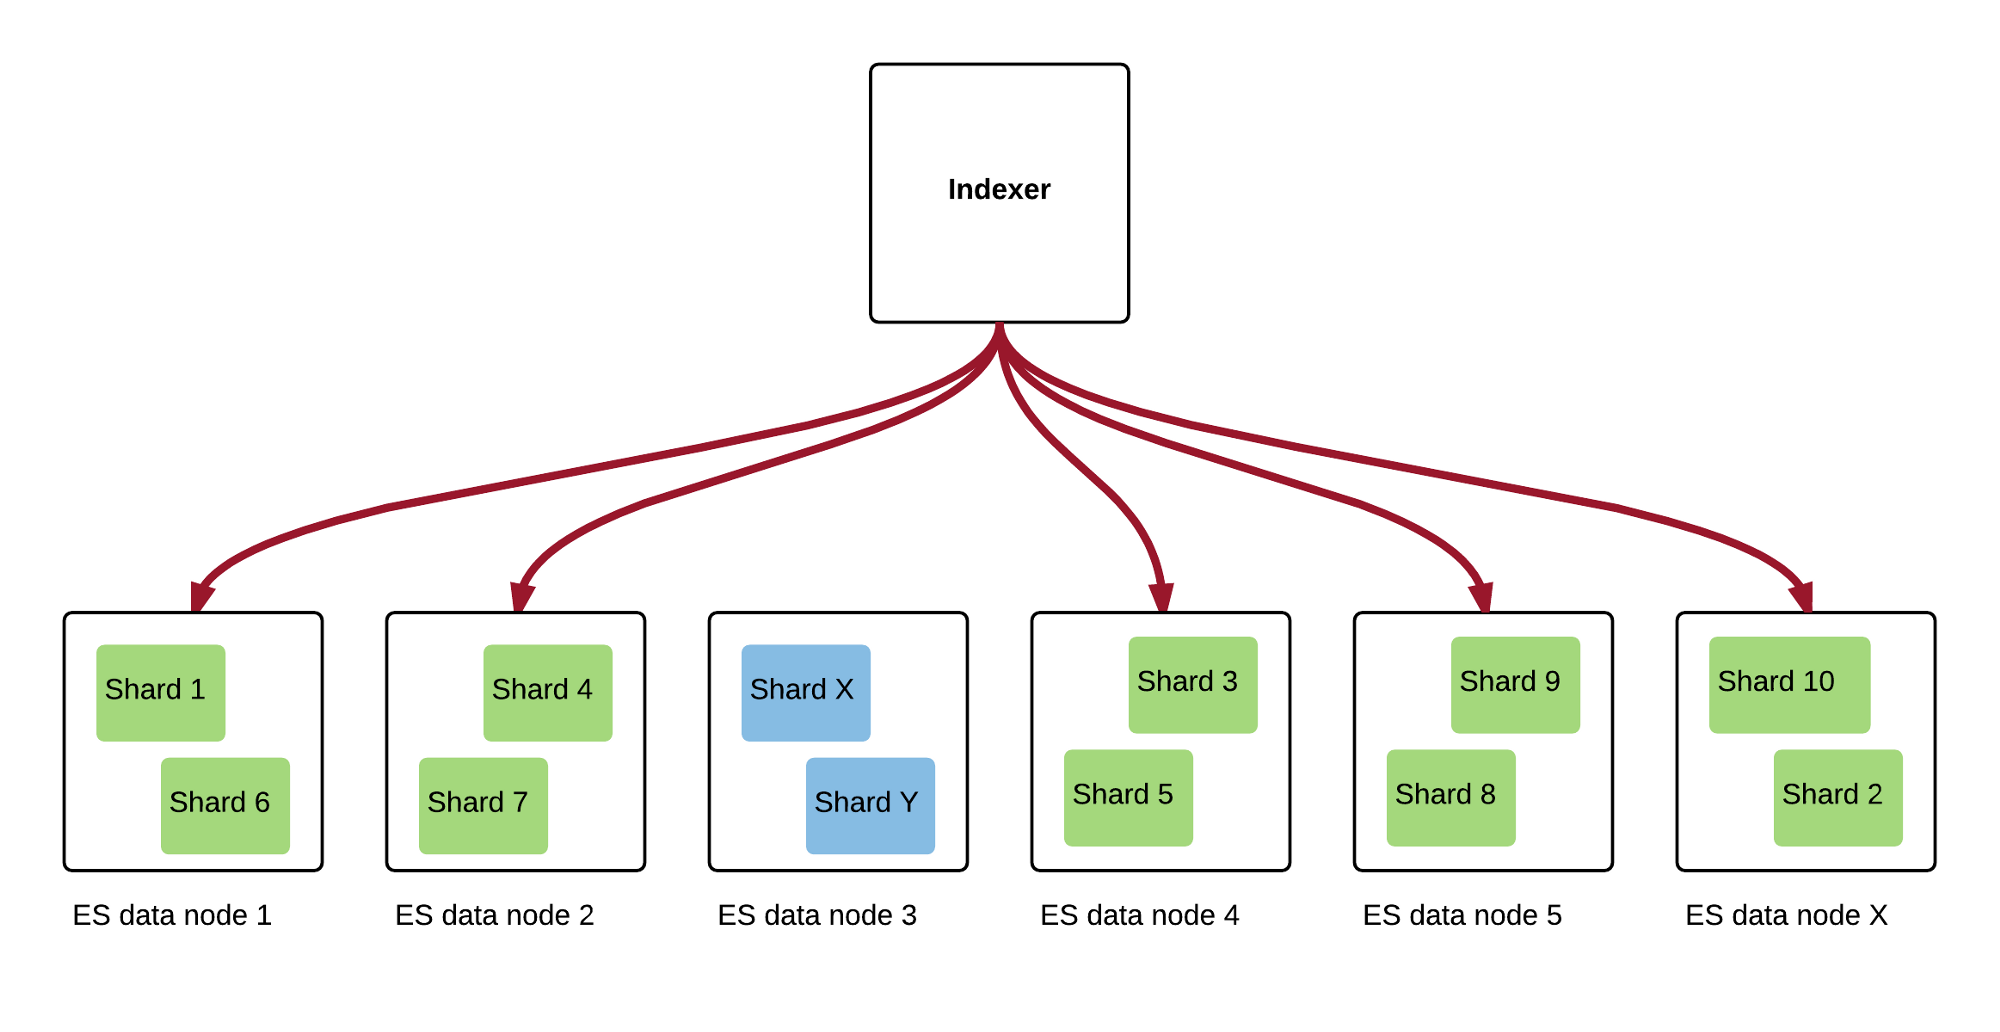 Indexer
Shard 1
Shard 6
ES data node 1
Shard 4
Shard 7
ES data node 2
Shard X
Shard Y
ES data node 3
Shard 3
Shard 5
ES data node 4
Shard 9
Shard 8
ES data node 5
Shard 10
Shard 2
ES data node X